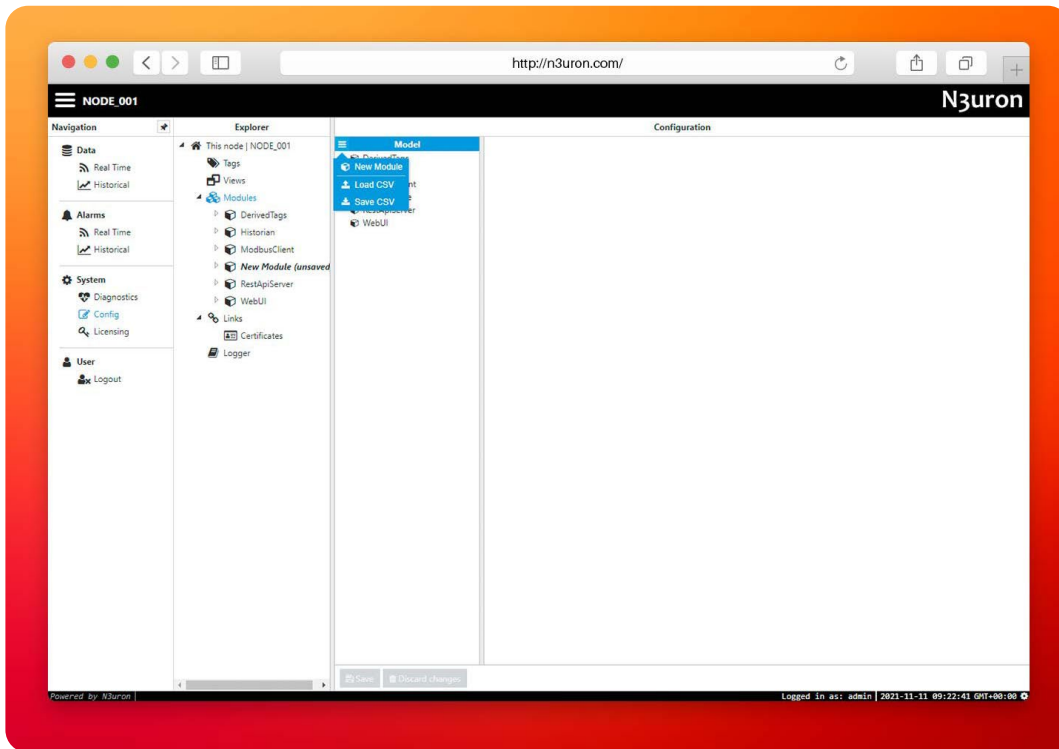 http://n3uron.com/
NODE_001
N3uron
Navigation
Explorer
Configuration
Data
Real Time
Historical
Alarms
Real Time
Historical
System
Diagnostics
Config
Licensing
User
Logout
This node | NODE_001
Tags
Views
Modules
DerivedTags
Historian
ModbusClient
New Module (unsaved
RestApiServer
WebUI
Links
Certificates
Logger
Model
DerivedTags
New Module
Load CSV
nt
Save CSV
e
RestApiServer
WebUI
Save
Discard changes
Powered by N3uron
Logged in as: admin | 2021-11-11 09:22:41 GMT+00:00